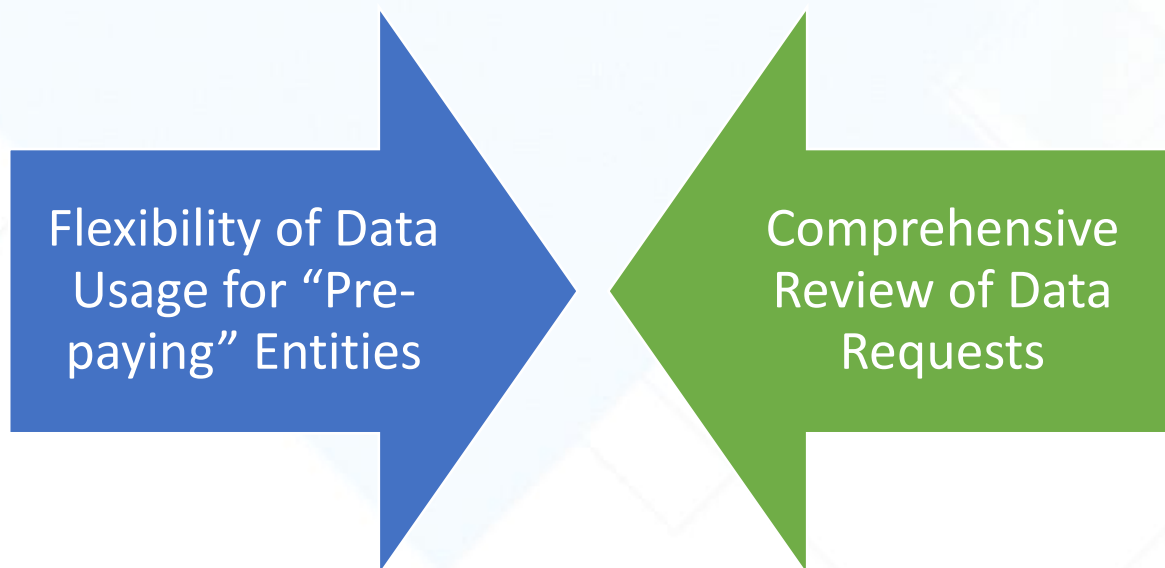 Flexibility of Data
Usage for “Pre-
paying” Entities
Comprehensive
Review of Data
Requests